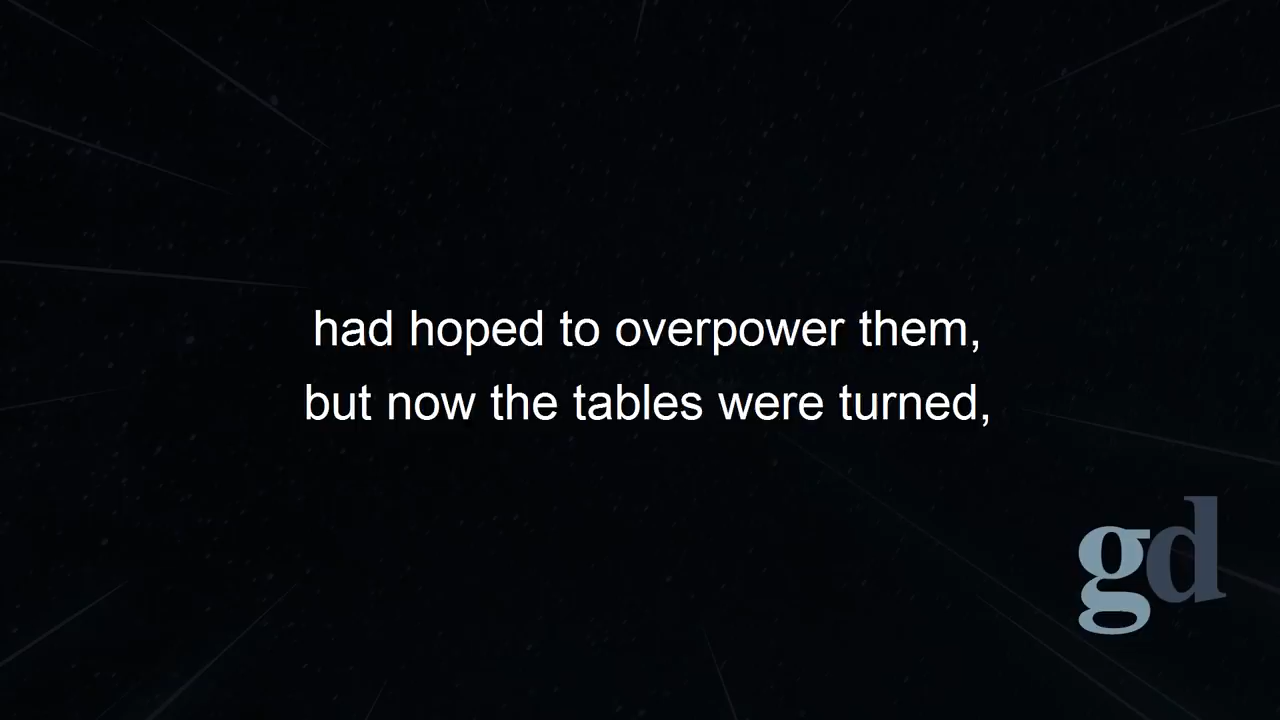 had hoped to overpower them,
but now the tables were turned,
gd